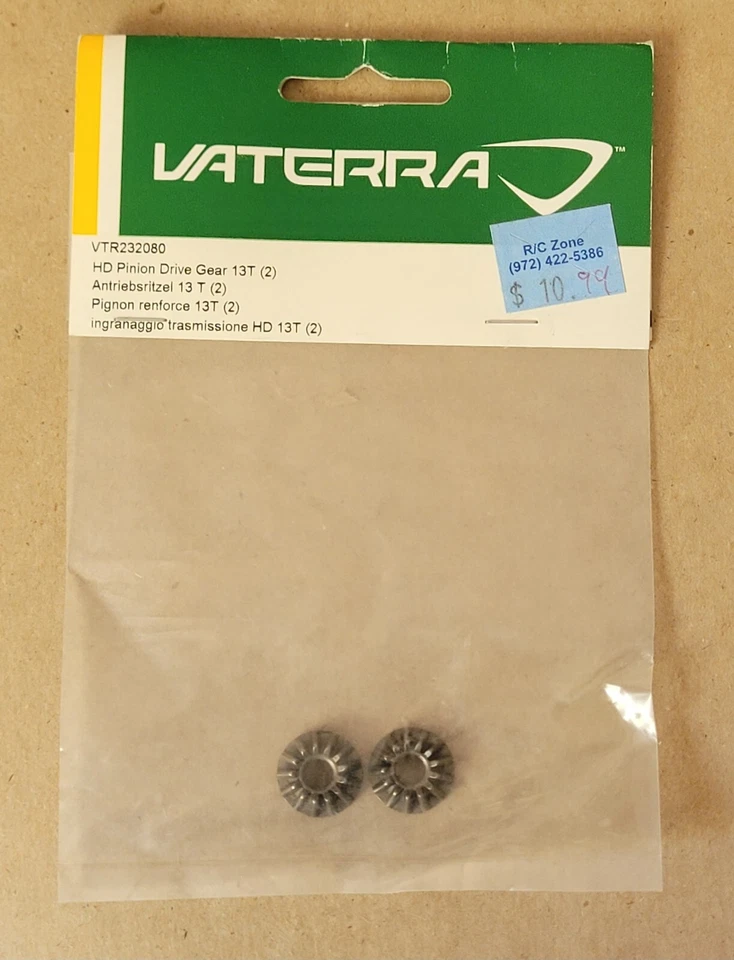 VATERRA™
VTR232080
HD Pinion Drive Gear 13T (2)
Antriebsritzel 13 T (2)
Pignon renforce 13T (2)
ingranaggio trasmissione HD 13T (2)
R/C Zone
(972) 422-5386
$ 10.99